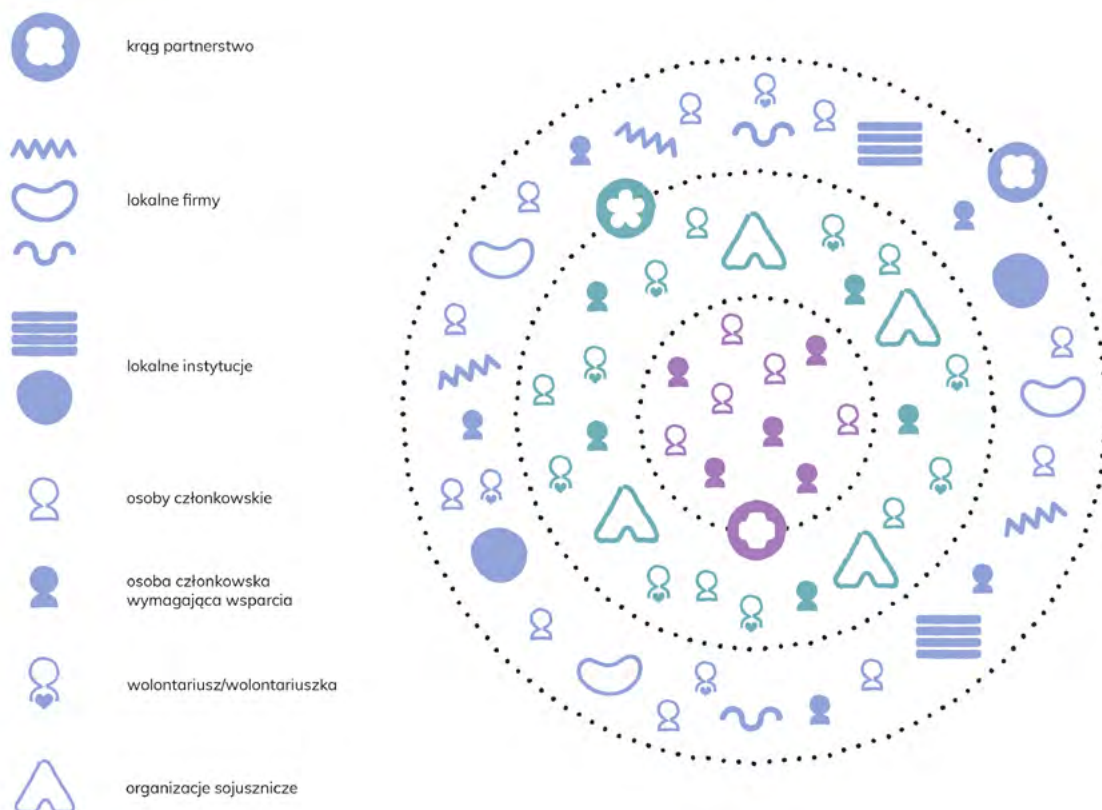 krąg partnerstwo
lokalne firmy
lokalne instytucje
osoby członkowskie
osoba członkowska
wymagająca wsparcia
wolontariusz/wolontariuszka
organizacje sojusznicze